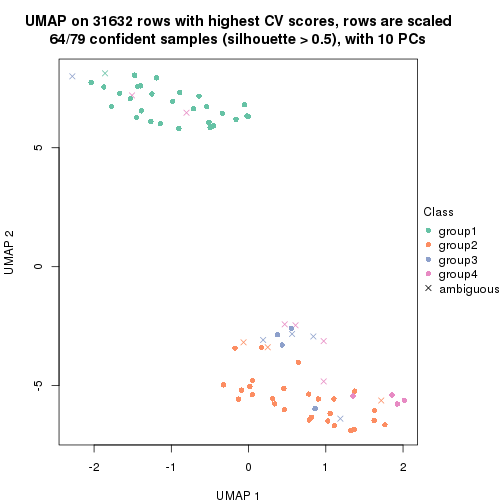 UMAP on 31632 rows with highest CV scores, rows are scaled
64/79 confident samples (silhouette > 0.5), with 10 PCs
UMAP 2
5
0
-5
-2
-1
0
1
2
UMAP 1
Class
group1
group2
group3
group4
ambiguous